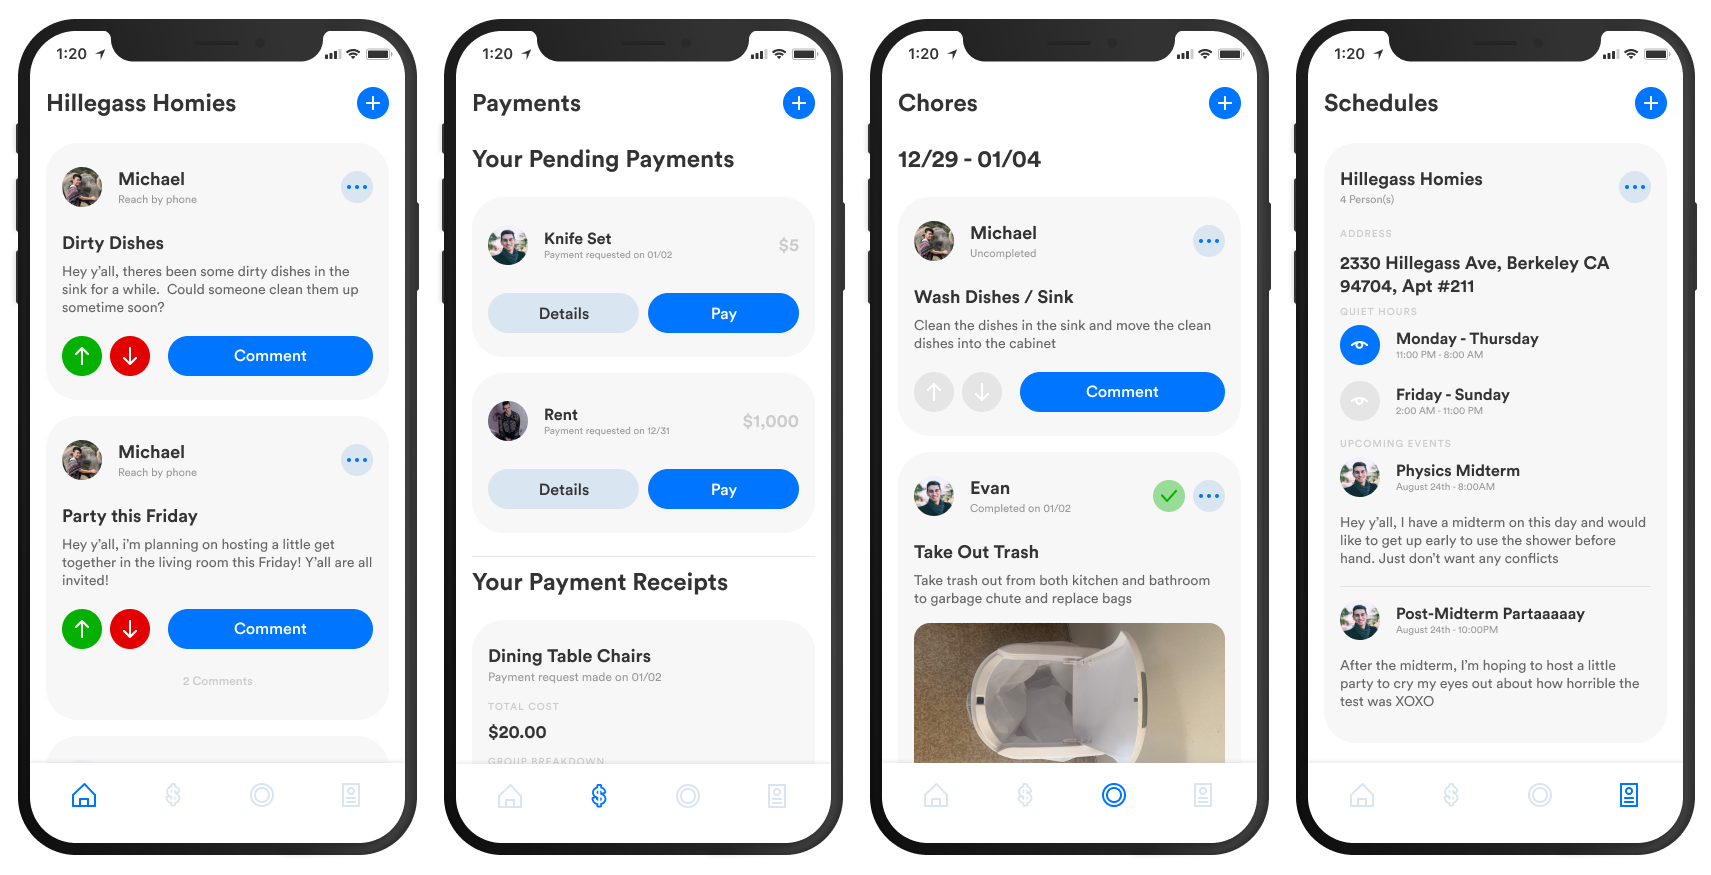 1:20
Hillegass Homies
Michael
Reach by phone
Dirty Dishes
Hey y'all, theres been some dirty dishes in the
sink for a while.  Could someone clean them up
sometime soon?
Comment
Michael
Reach by phone
Party this Friday
Hey y'all, i'm planning on hosting a little get
together in the living room this Friday! Y'all are all
invited!
Comment
2 Comments
1:20
Payments
Your Pending Payments
Knife Set
Payment requested on 01/02
$5
Details
Pay
Rent
Payment requested on 12/31
$1,000
Details
Pay
Your Payment Receipts
Dining Table Chairs
Payment request made on 01/02
TOTAL COST
$20.00
GROUP BREAKDOWN
1:20
Chores
12/29 - 01/04
Michael
Uncompleted
Wash Dishes / Sink
Clean the dishes in the sink and move the clean
dishes into the cabinet
Comment
Evan
Completed on 01/02
Take Out Trash
Take trash out from both kitchen and bathroom
to garbage chute and replace bags
1:20
Schedules
Hillegass Homies
4 Person(s)
ADDRESS
2330 Hillegass Ave, Berkeley CA
94704, Apt #211
QUIET HOURS
Monday - Thursday
11:00 PM - 8:00 AM
Friday - Sunday
2:00 AM - 11:00 PM
UPCOMING EVENTS
Physics Midterm
August 24th - 8:00AM
Hey y'all, I have a midterm on this day and would
like to get up early to use the shower before
hand. Just don't want any conflicts
Post-Midterm Partaaaaay
August 24th - 10:00PM
After the midterm, I'm hoping to host a little
party to cry my eyes out about how horrible the
test was XOXO